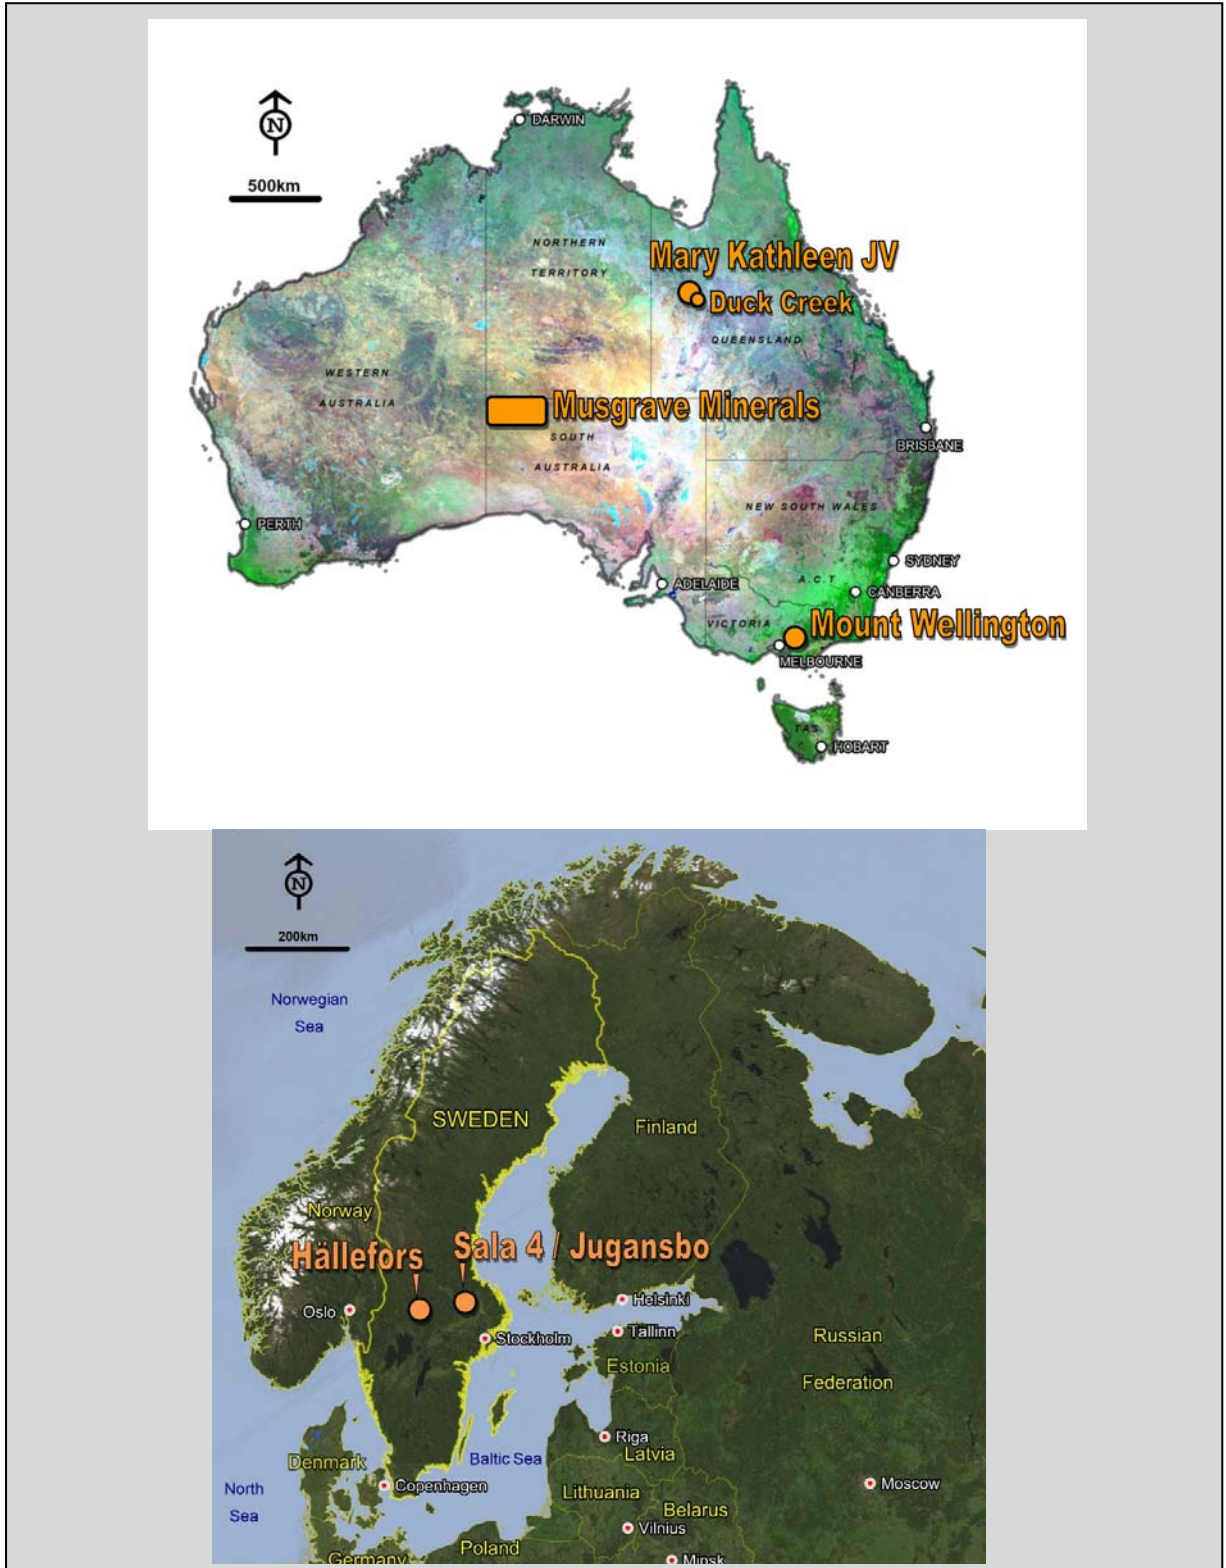 N
DARWIN
500km
NORTHERN
TERRITORY
Mary Kathleen JV
Duck Creek
QUEENSLAND
WESTERN
AUSTRALIA
Musgrave Minerals
SOUTH
AUSTRALIA
BRISBANE
NEW SOUTH WALES
PERTH
SYDNEY
ADELAIDE
A.C.T
CANBERRA
VICTORIA
Mount Wellington
MELBOURNE
TAS
HOBART
N
200km
Norwegian
Sea
SWEDEN
Finland
Norway
Hällefors
Sala 4 / Jugansbo
Oslo
Helsinki
Stockholm
Tallinn
Russian
Federation
Estonia
Riga
Latvia
Denmark
Baltic Sea
Copenhagen
Moscow
North
Sea
Lithuania
Belarus
Vilnius
Poland
Germany
Minsk